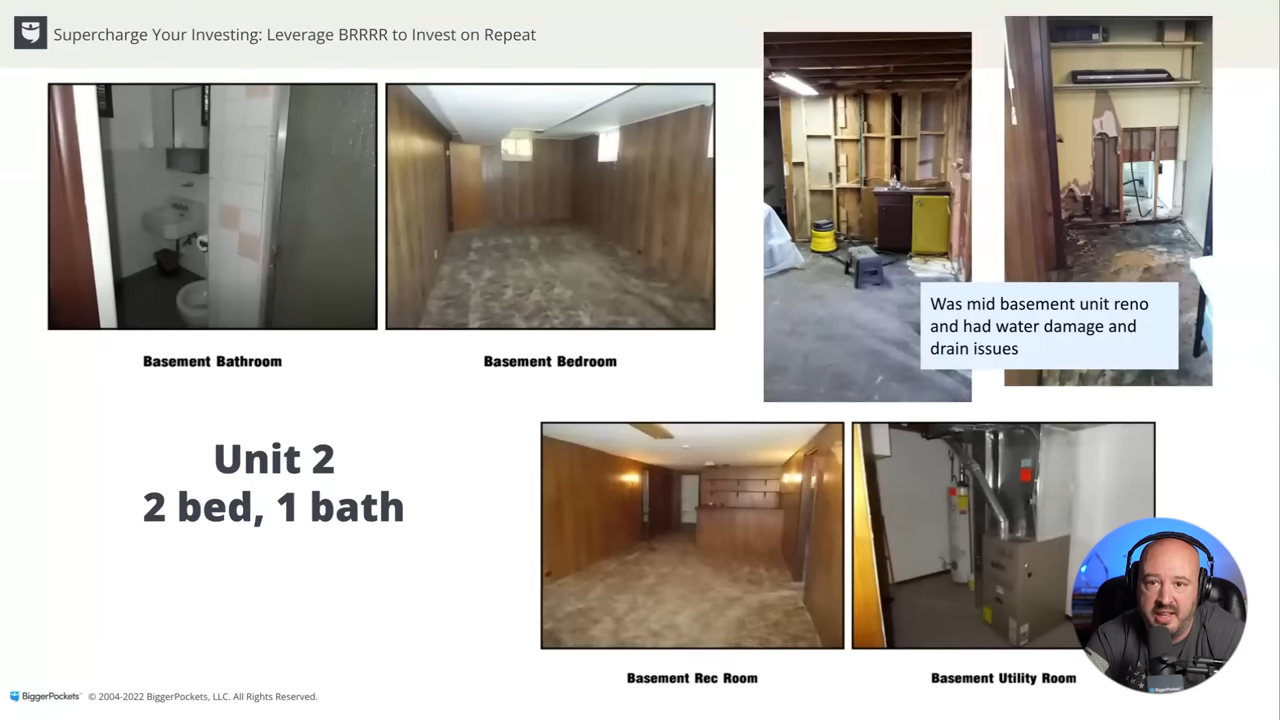 Supercharge Your Investing: Leverage BRRRR to Invest on Repeat
Basement Bathroom
Basement Bedroom
Was mid basement unit reno
and had water damage and
drain issues
Unit 2
2 bed, 1 bath
Basement Rec Room
Basement Utility Room
BiggerPockets © 2004-2022 BiggerPockets, LLC. All Rights Reserved.